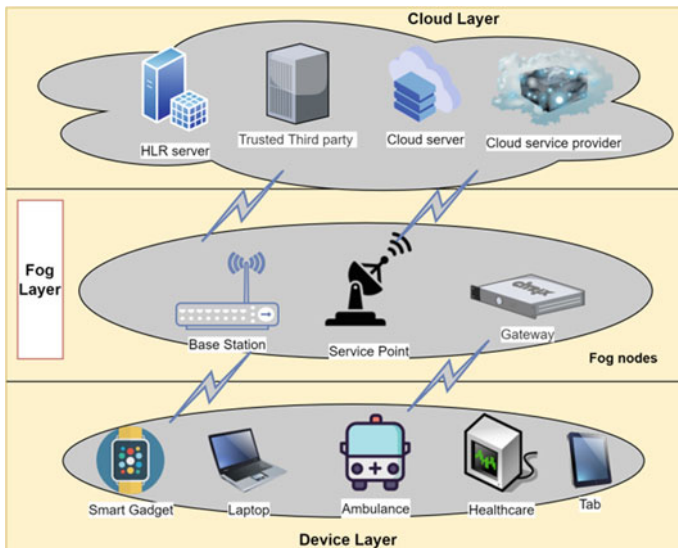 Cloud Layer
HLR server
Trusted Third party
Cloud server
Cloud service provider
Fog
Layer
Base Station
Service Point
citrix
Gateway
Fog nodes
Smart Gadget
Laptop
Ambulance
Healthcare
Tab
Device Layer